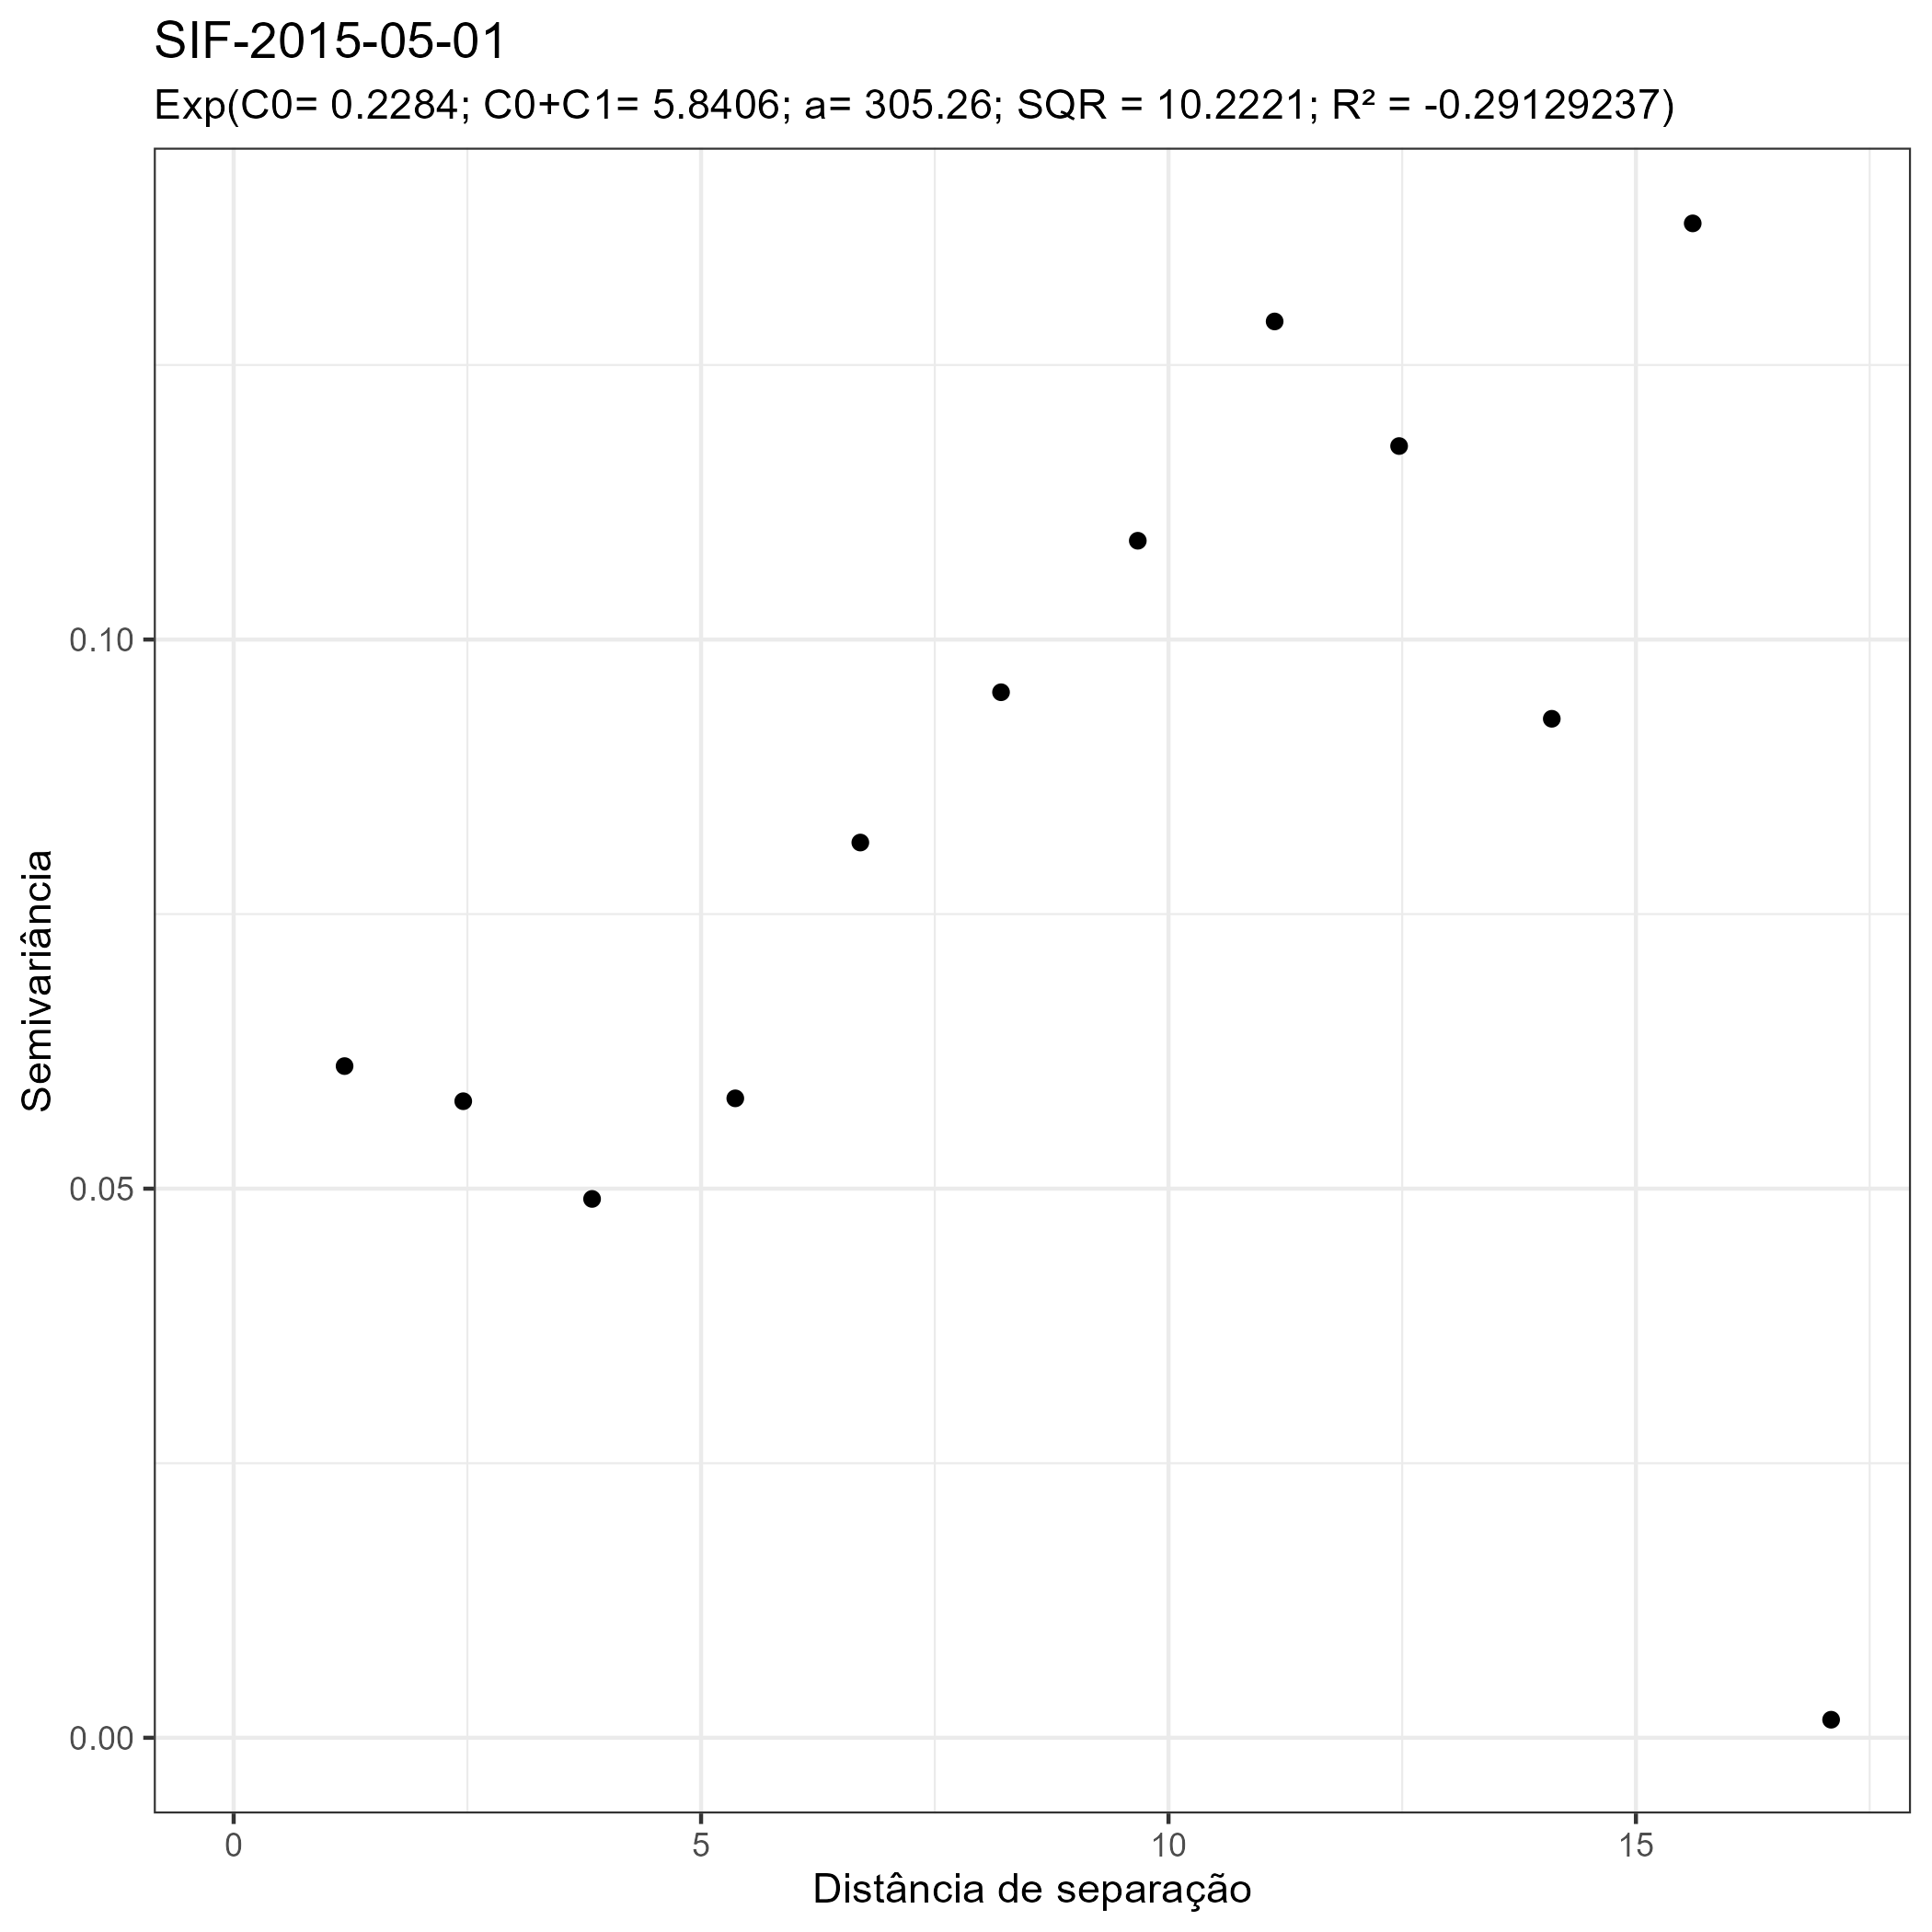 SIF-2015-05-01
Exp(C0= 0.2284; C0+C1= 5.8406; a= 305.26; SQR = 10.2221; R² = -0.29129237)
0.10
0.05
0.00
Semivariância
0 5 10 15
Distância de separação